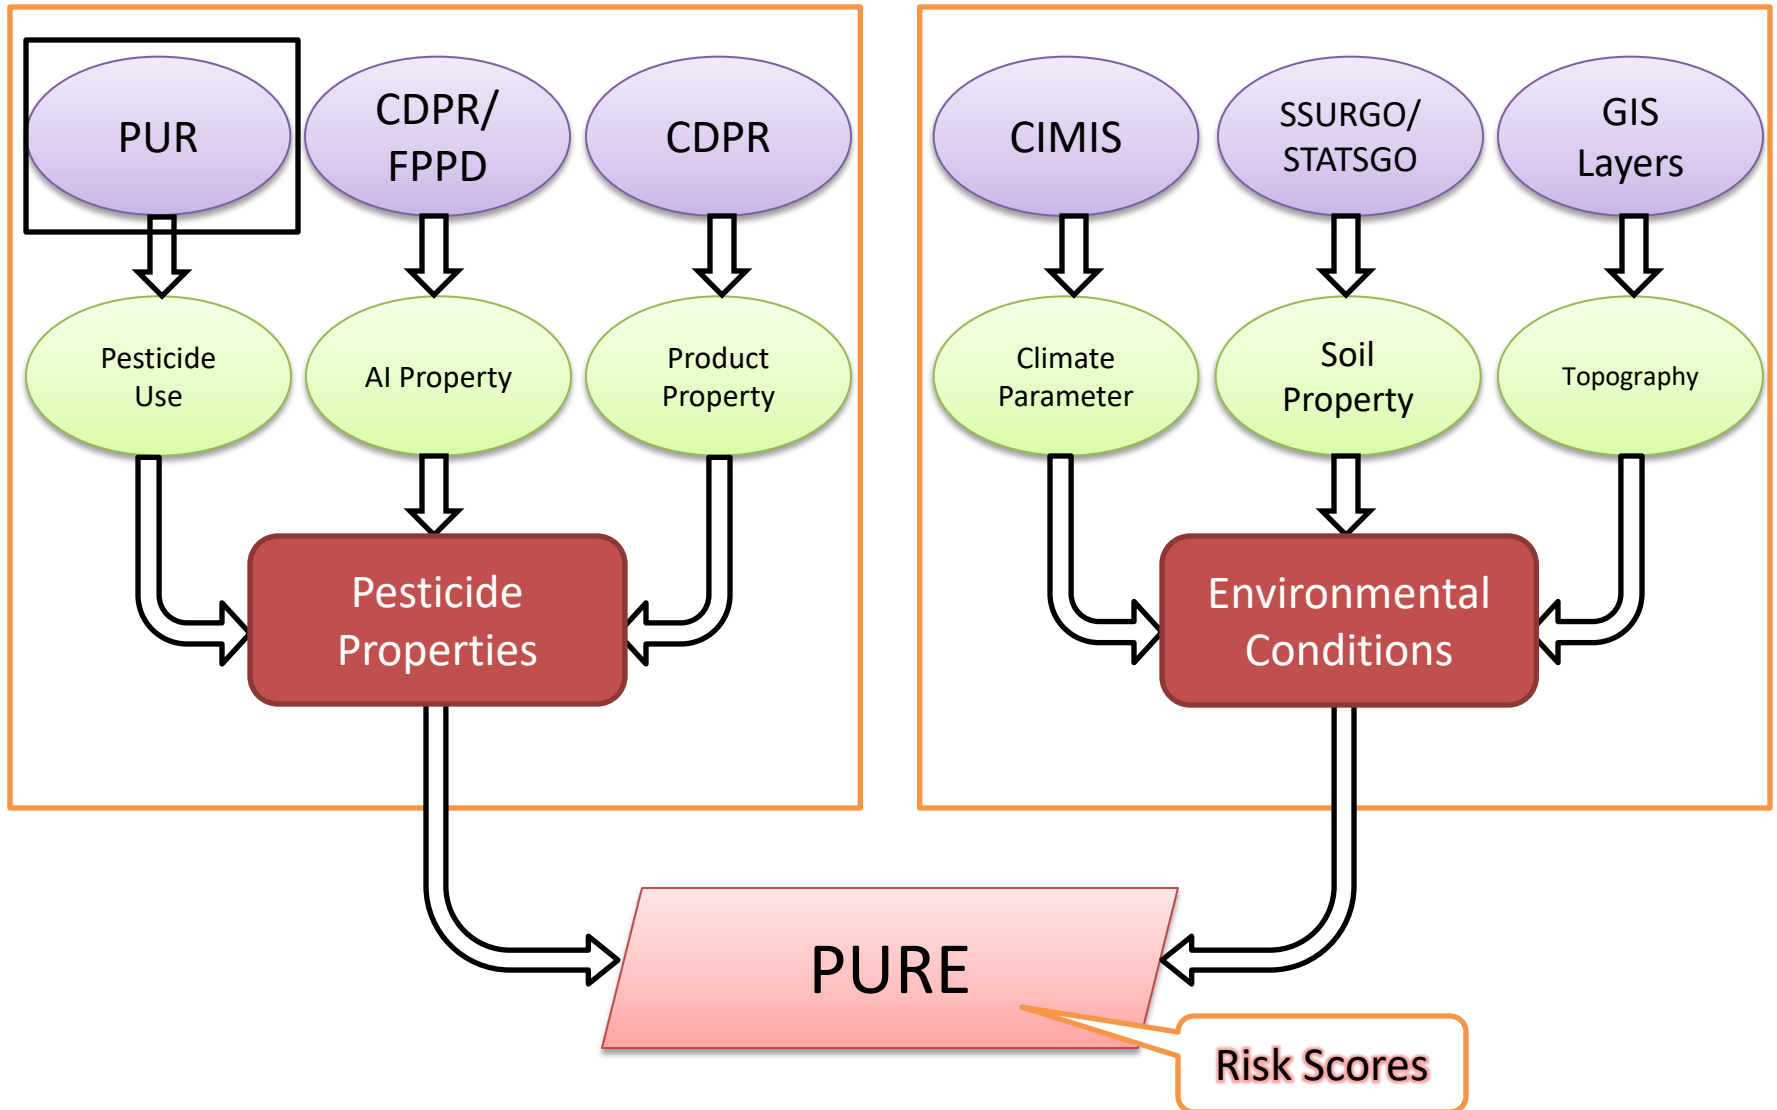 PUR
CDPR/
FPPD
CDPR
CIMIS
SSURGO/
STATSGO
GIS
Layers
Pesticide
Use
AI Property
Product
Property
Climate
Parameter
Soil
Property
Topography
Pesticide
Properties
Environmental
Conditions
PURE
Risk Scores